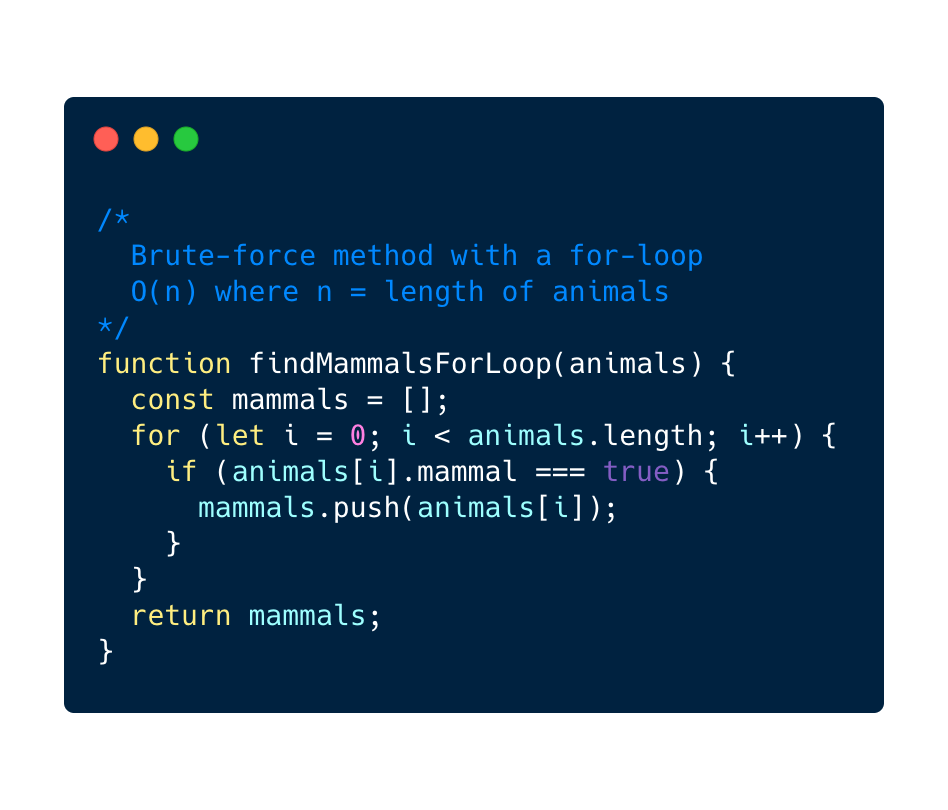 /*
  Brute-force method with a for-loop
  O(n) where n = length of animals
*/
function findMammalsForLoop(animals) {
  const mammals = [];
  for (let i = 0; i < animals.length; i++) {
    if (animals[i].mammal === true) {
      mammals.push(animals[i]);
    }
  }
  return mammals;
}